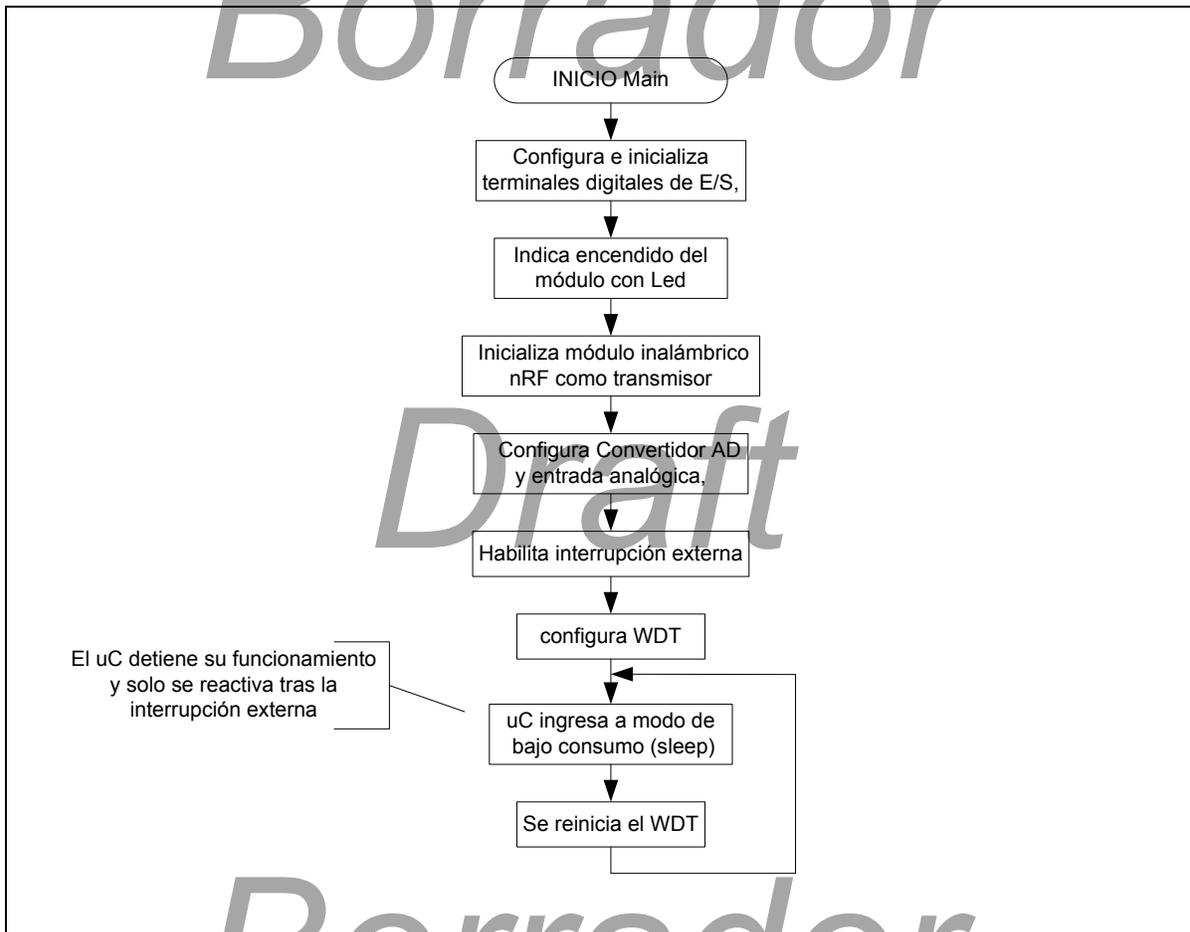 Borrador
INICIO Main
Configura e inicializa
terminales digitales de E/S,
Indica encendido del
módulo con Led
Inicializa módulo inalámbrico
nRF como transmisor
Draft
Configura Convertidor AD
y entrada analógica,
Habilita interrupción externa
configura WDT
El uC detiene su funcionamiento
y solo se reactiva tras la
interrupción externa
uC ingresa a modo de
bajo consumo (sleep)
Se reinicia el WDT
Borrador